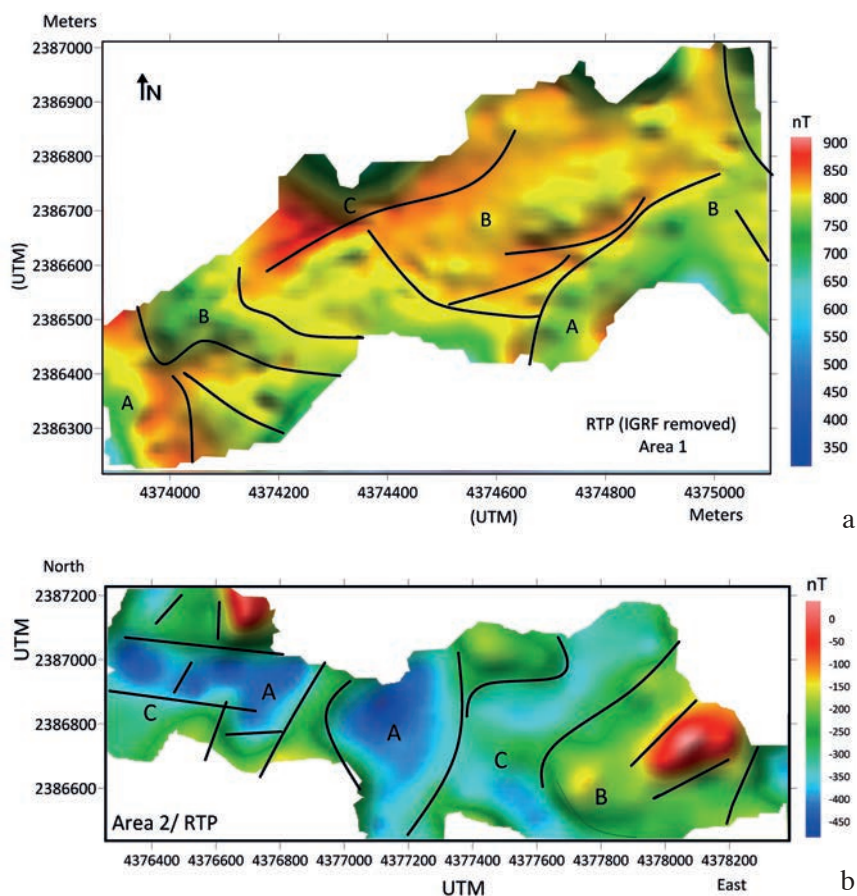 Meters
2387000
N
2386900
nT
900
2386800
850
C
800
2386700
B
B
750
(UTM)
2386600
700
650
B
2386500
600
A
550
2386400
500
A
450
2386300
RTP (IGRF removed)
400
Area 1
350
4374000 4374200 4374400 4374600 4374800 4375000
(UTM) Meters
a
North
nT
2387200
0
-50
UTM
2387000
-100
A
-150
C
A
-200
2386800
-250
C
-300
B
-350
2386600
-400
-450
Area 2/ RTP
4376400 4376600 4376800 4377000 4377200 4377400 4377600 4377800 4378000 4378200
UTM East
b